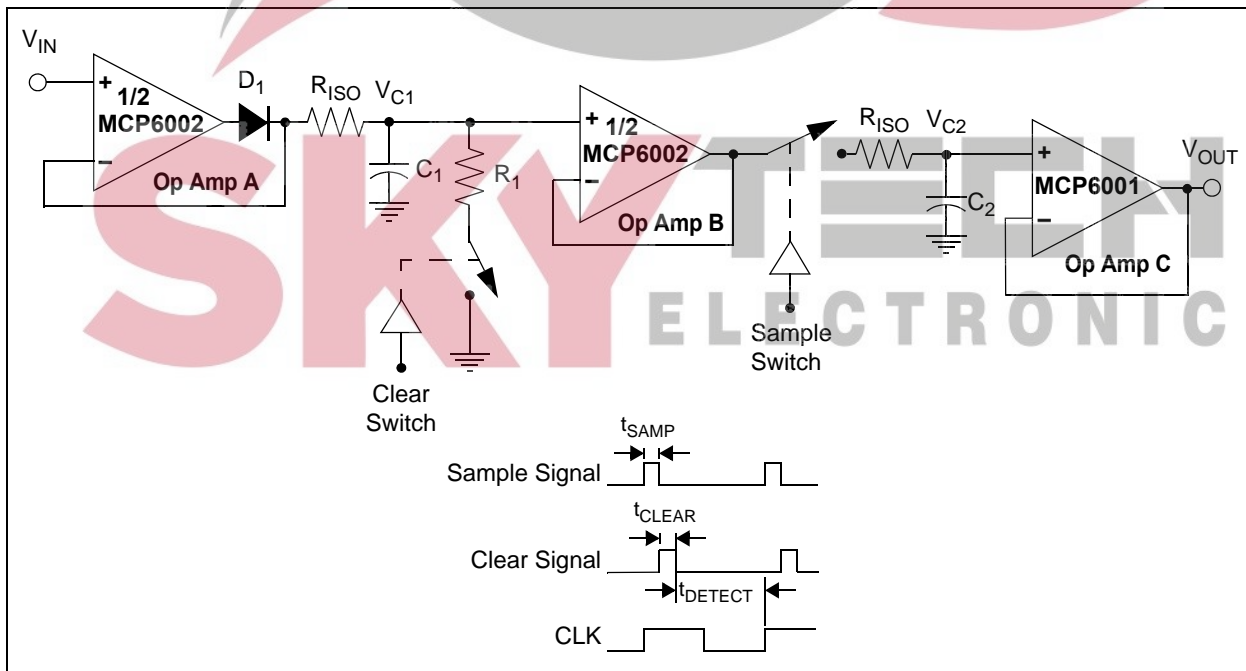 V_IN
D_1
R_ISO
V_C1
+
1/2
MCP6002
–
Op Amp A
C_1
R_1
+
1/2
MCP6002
–
Op Amp B
R_ISO
V_C2
C_2
+
MCP6001
–
Op Amp C
V_OUT
SKYTECH
ELECTRONIC
Clear
Switch
Sample
Switch
t_SAMP
Sample Signal
t_CLEAR
Clear Signal
t_DETECT
CLK